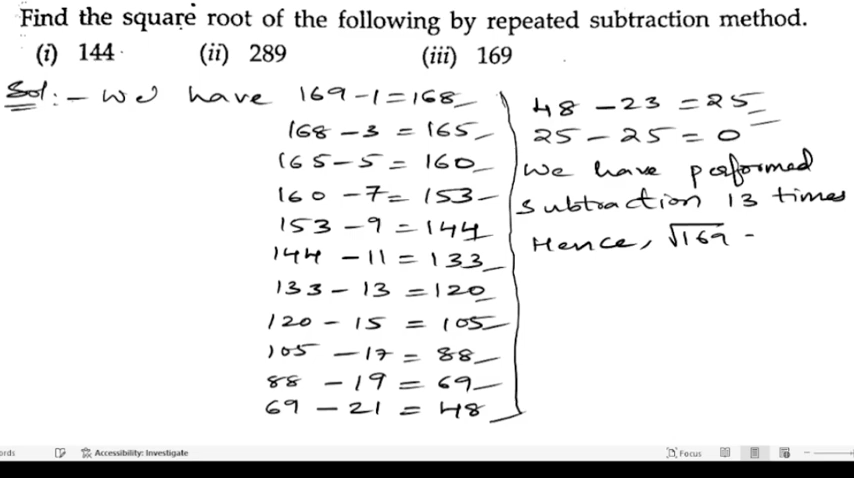 Find the square root of the following by repeated subtraction method.
(i) 144 (ii) 289 (iii) 169
Sol:- We have 169 - 1 = 168
168 - 3 = 165
165 - 5 = 160
160 - 7 = 153
153 - 9 = 144
144 - 11 = 133
133 - 13 = 120
120 - 15 = 105
105 - 17 = 88
88 - 19 = 69
69 - 21 = 48
48 - 23 = 25
25 - 25 = 0
We have performed
subtraction 13 times
Hence, √169 -
Accessibility: Investigate
Focus